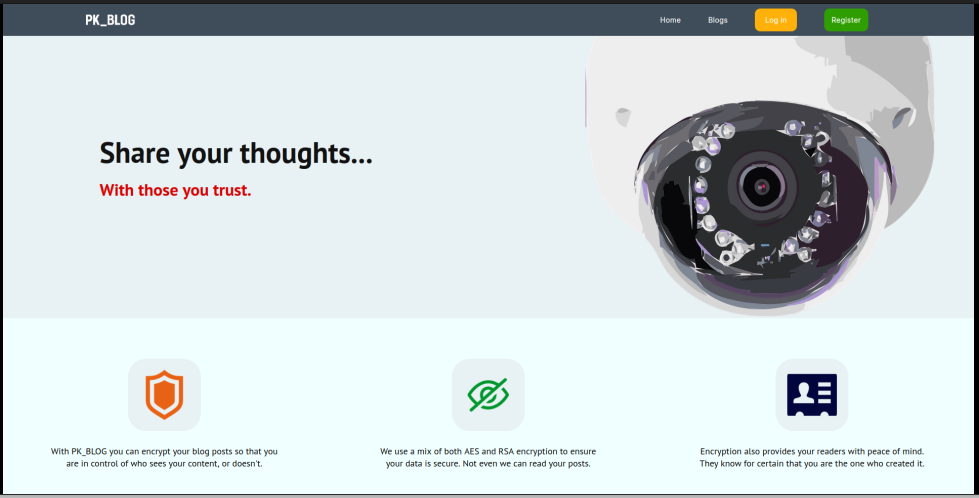 PK_BLOG
Home Blogs Log in Register
Share your thoughts...
With those you trust.
With PK_BLOG you can encrypt your blog posts so that you
are in control of who sees your content, or doesn't.
We use a mix of both AES and RSA encryption to ensure
your data is secure. Not even we can read your posts.
Encryption also provides your readers with peace of mind.
They know for certain that you are the one who created it.